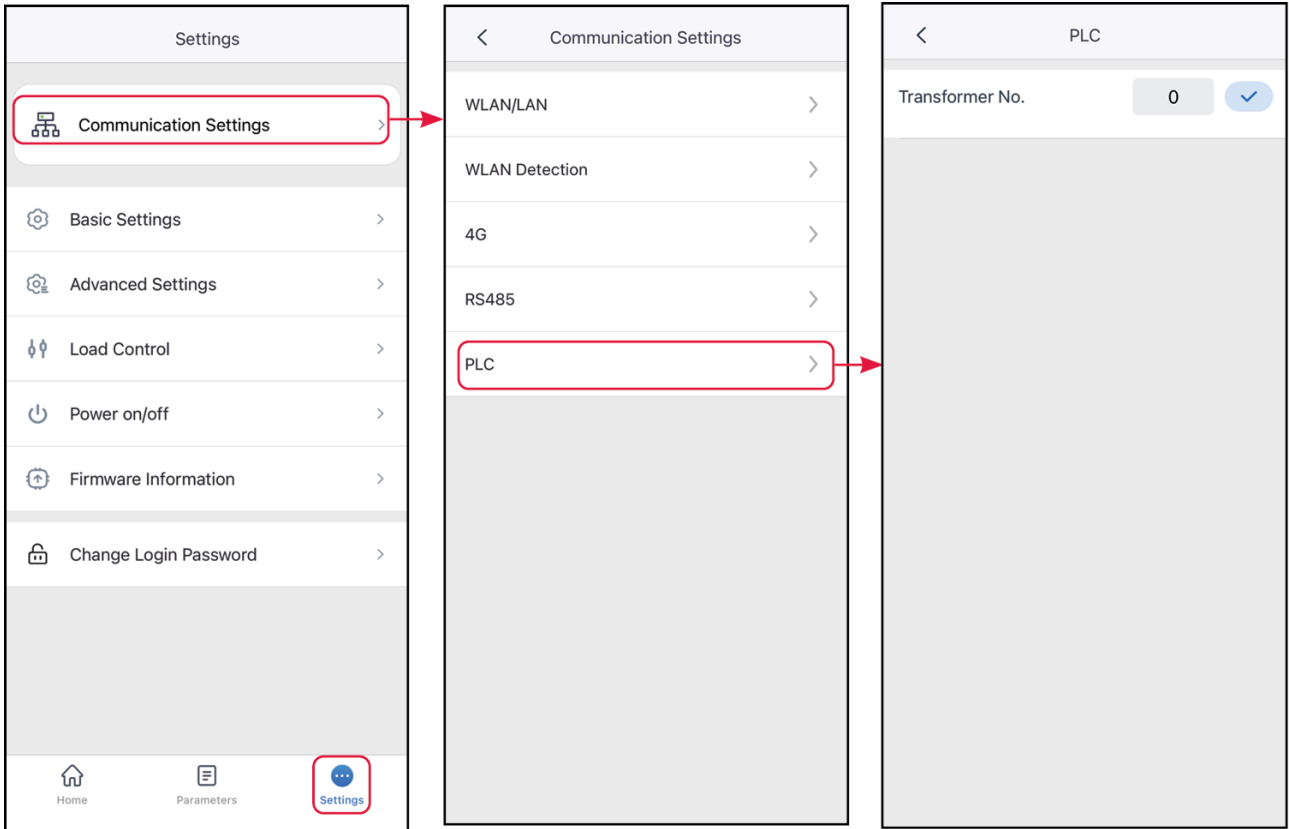 Settings
Communication Settings
Basic Settings
Advanced Settings
Load Control
Power on/off
Firmware Information
Change Login Password
Home
Parameters
Settings
Communication Settings
WLAN/LAN
WLAN Detection
4G
RS485
PLC
PLC
Transformer No. 0